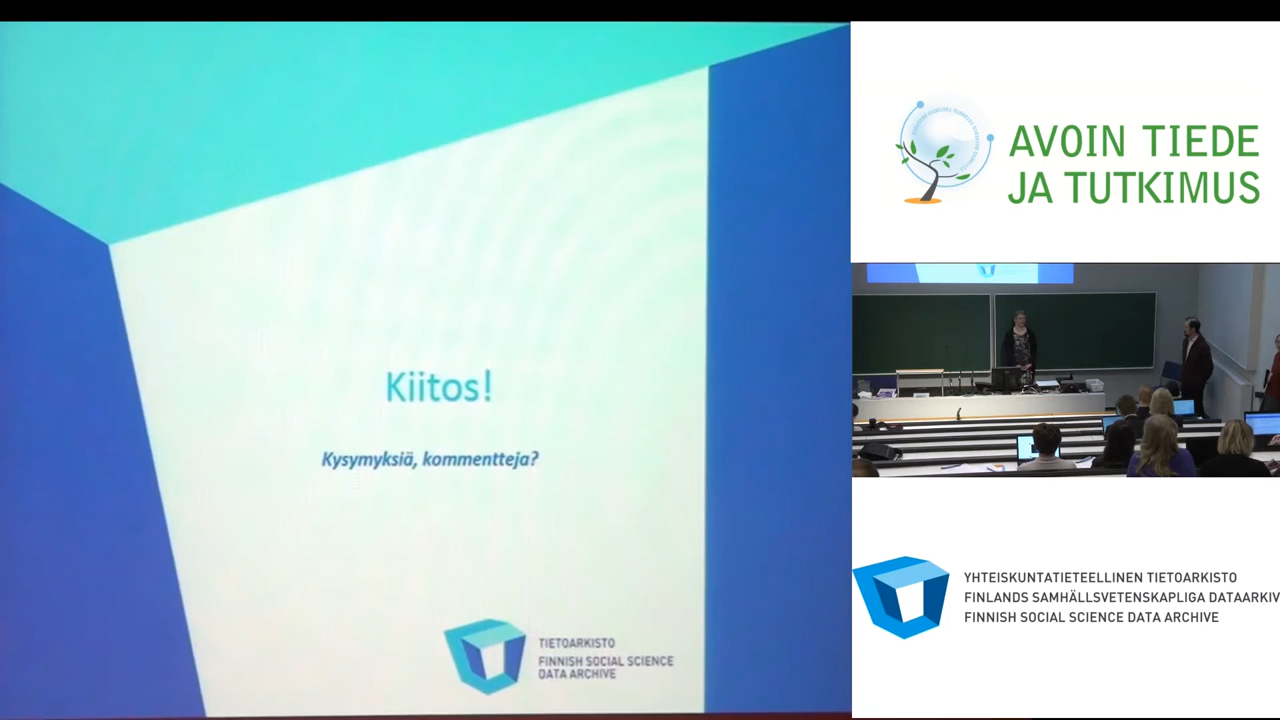 Kiitos!
Kysymyksiä, kommentteja?
TIETOARKISTO
FINNISH SOCIAL SCIENCE
DATA ARCHIVE
AVOIN TIEDE
JA TUTKIMUS
YHTEISKUNTATIETEELLINEN TIETOARKISTO
FINLANDS SAMHÄLLSVETENSKAPLIGA DATAARKIV
FINNISH SOCIAL SCIENCE DATA ARCHIVE